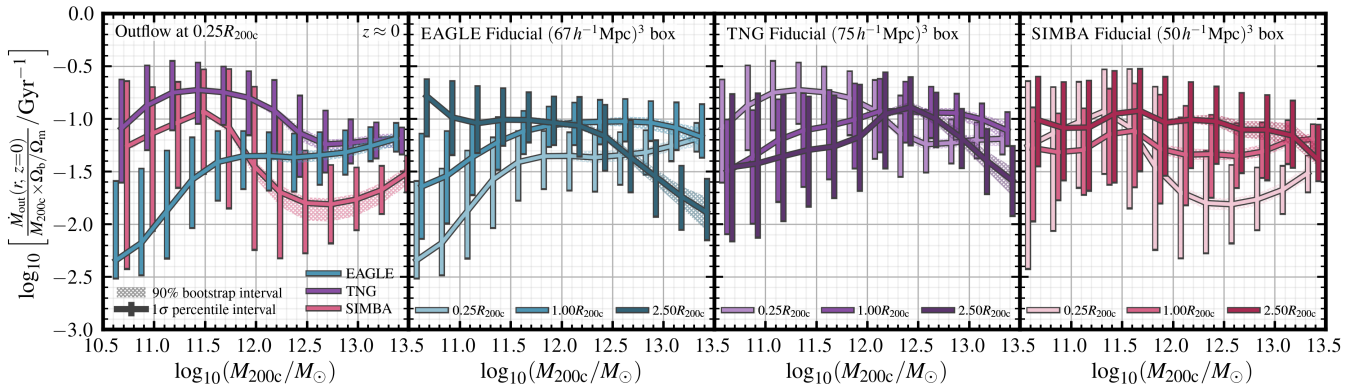 Outflow at 0.25R₂₀₀c z ≈ 0
EAGLE Fiducial (67 h⁻¹Mpc)³ box
TNG Fiducial (75 h⁻¹Mpc)³ box
SIMBA Fiducial (50 h⁻¹Mpc)³ box
log₁₀ [ Ṁout(r, z=0) / M₂₀₀c × Ωb/Ωm / Gyr⁻¹ ]
0.0
−0.5
−1.0
−1.5
−2.0
−2.5
−3.0
EAGLE
TNG
SIMBA
90% bootstrap interval
1σ percentile interval
0.25R₂₀₀c 1.00R₂₀₀c 2.50R₂₀₀c
0.25R₂₀₀c 1.00R₂₀₀c 2.50R₂₀₀c
0.25R₂₀₀c 1.00R₂₀₀c 2.50R₂₀₀c
10.5 11.0 11.5 12.0 12.5 13.0 13.5 11.0 11.5 12.0 12.5 13.0 13.5 11.0 11.5 12.0 12.5 13.0 13.5 11.0 11.5 12.0 12.5 13.0 13.5
log₁₀(M₂₀₀c/M⊙) log₁₀(M₂₀₀c/M⊙) log₁₀(M₂₀₀c/M⊙) log₁₀(M₂₀₀c/M⊙)